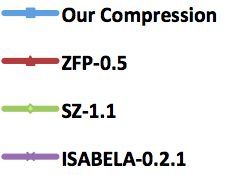 Our Compression
ZFP-0.5
SZ-1.1
ISABELA-0.2.1